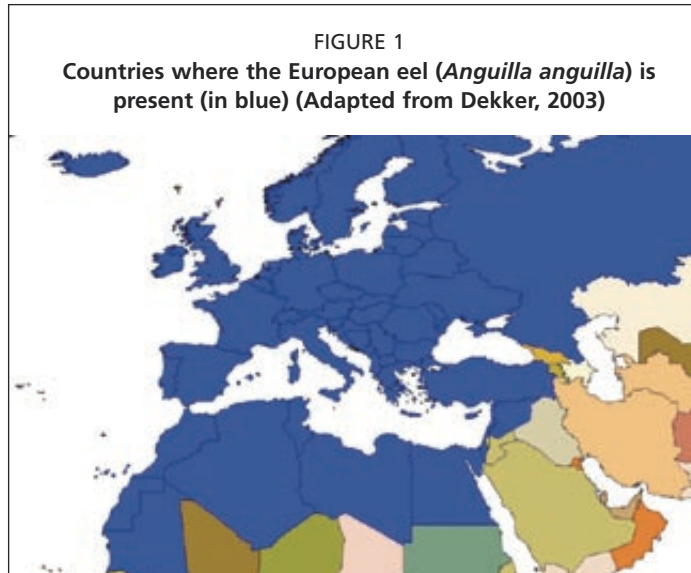 FIGURE 1
Countries where the European eel (Anguilla anguilla) is
present (in blue) (Adapted from Dekker, 2003)